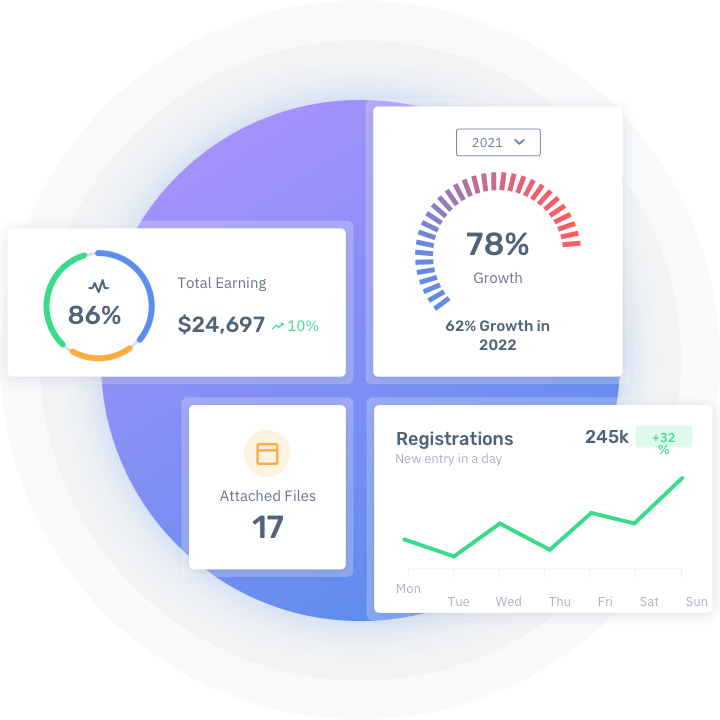 2021
78%
Growth
62% Growth in
2022
86%
Total Earning
$24,697 10%
Attached Files
17
Registrations
New entry in a day
245k
+32
%
Mon
Tue Wed Thu Fri Sat Sun